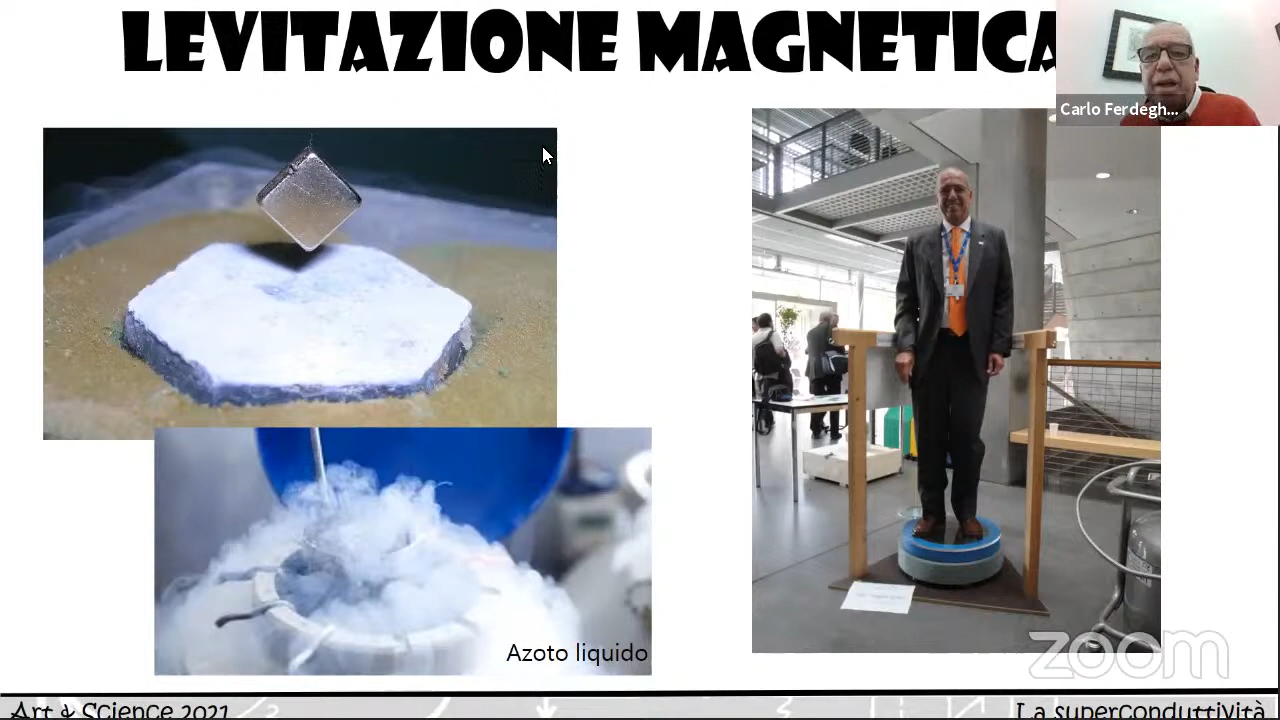 LEVITAZIONE MAGNETICA
Carlo Ferdegh...
Azoto liquido
zoom
Art & Science 2021
La superconduttività